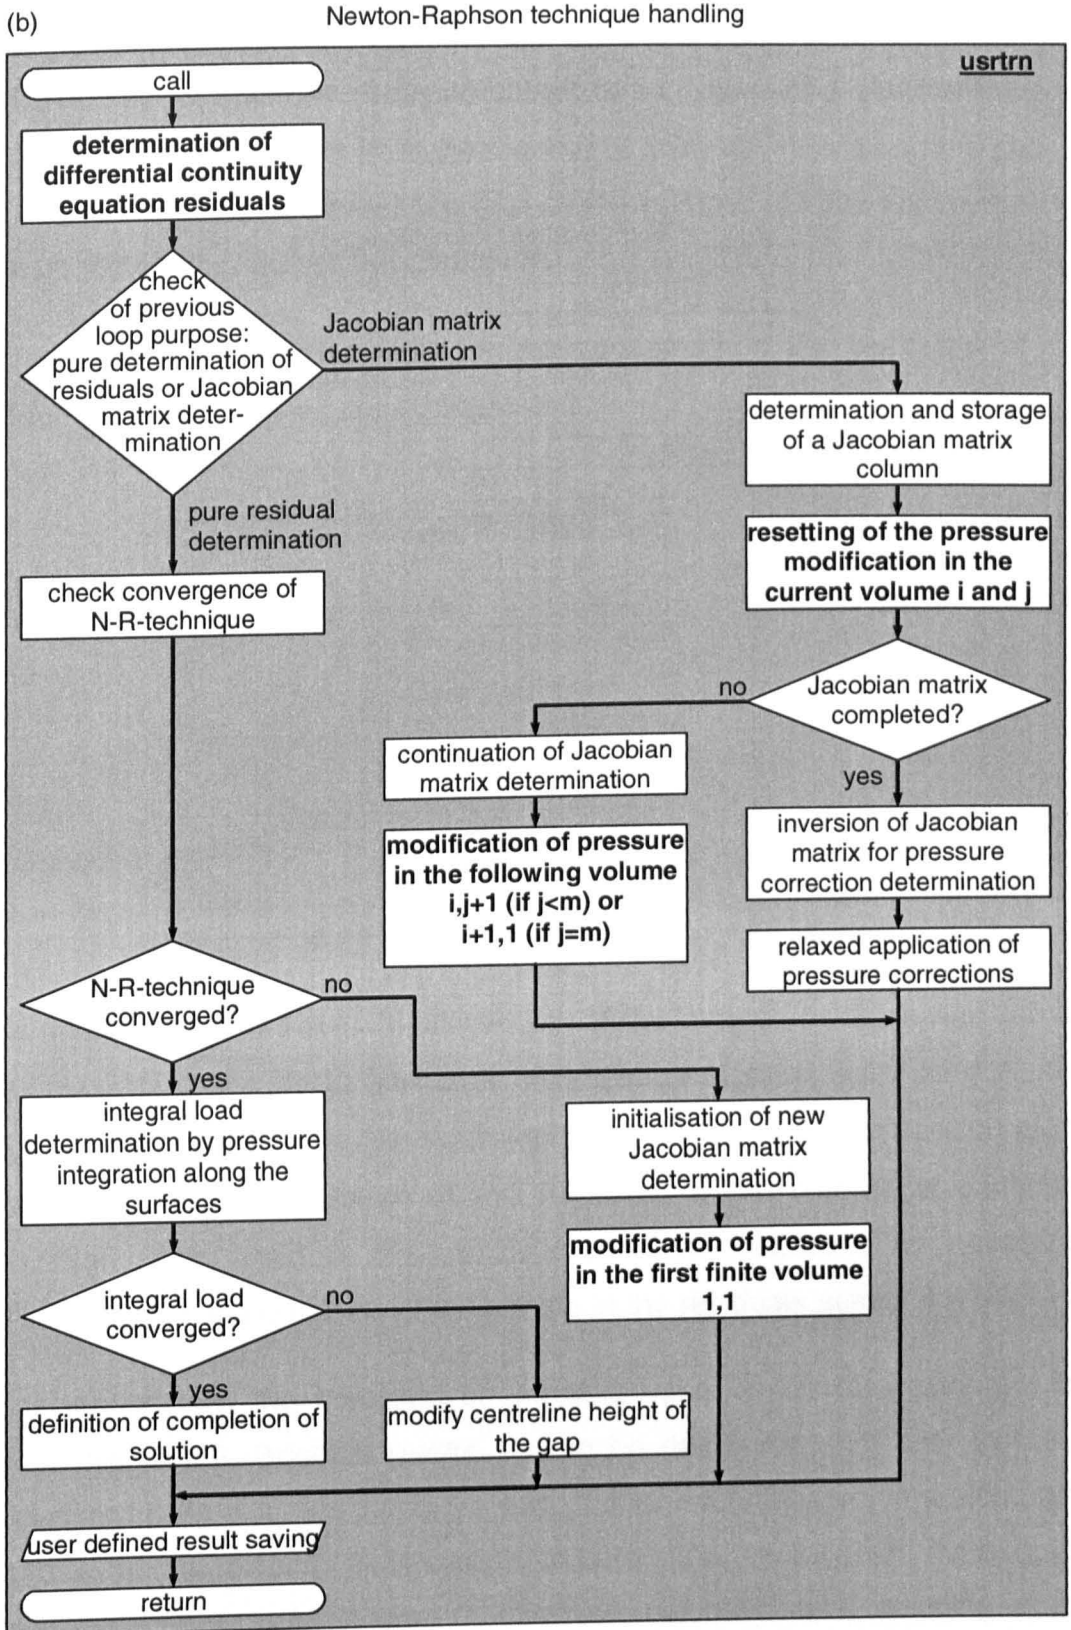 (b)
Newton-Raphson technique handling
usrtrn
call
determination of
differential continuity
equation residuals
check
of previous
loop purpose:
pure determination of
residuals or Jacobian
matrix deter-
mination
Jacobian matrix
determination
pure residual
determination
determination and storage
of a Jacobian matrix
column
resetting of the pressure
modification in the
current volume i and j
check convergence of
N-R-technique
Jacobian matrix
completed?
no
yes
continuation of Jacobian
matrix determination
modification of pressure
in the following volume
i,j+1 (if j<m) or
i+1,1 (if j=m)
inversion of Jacobian
matrix for pressure
correction determination
relaxed application of
pressure corrections
N-R-technique
converged?
no
yes
integral load
determination by pressure
integration along the
surfaces
initialisation of new
Jacobian matrix
determination
modification of pressure
in the first finite volume
1,1
integral load
converged?
no
yes
definition of completion of
solution
modify centreline height of
the gap
user defined result saving
return